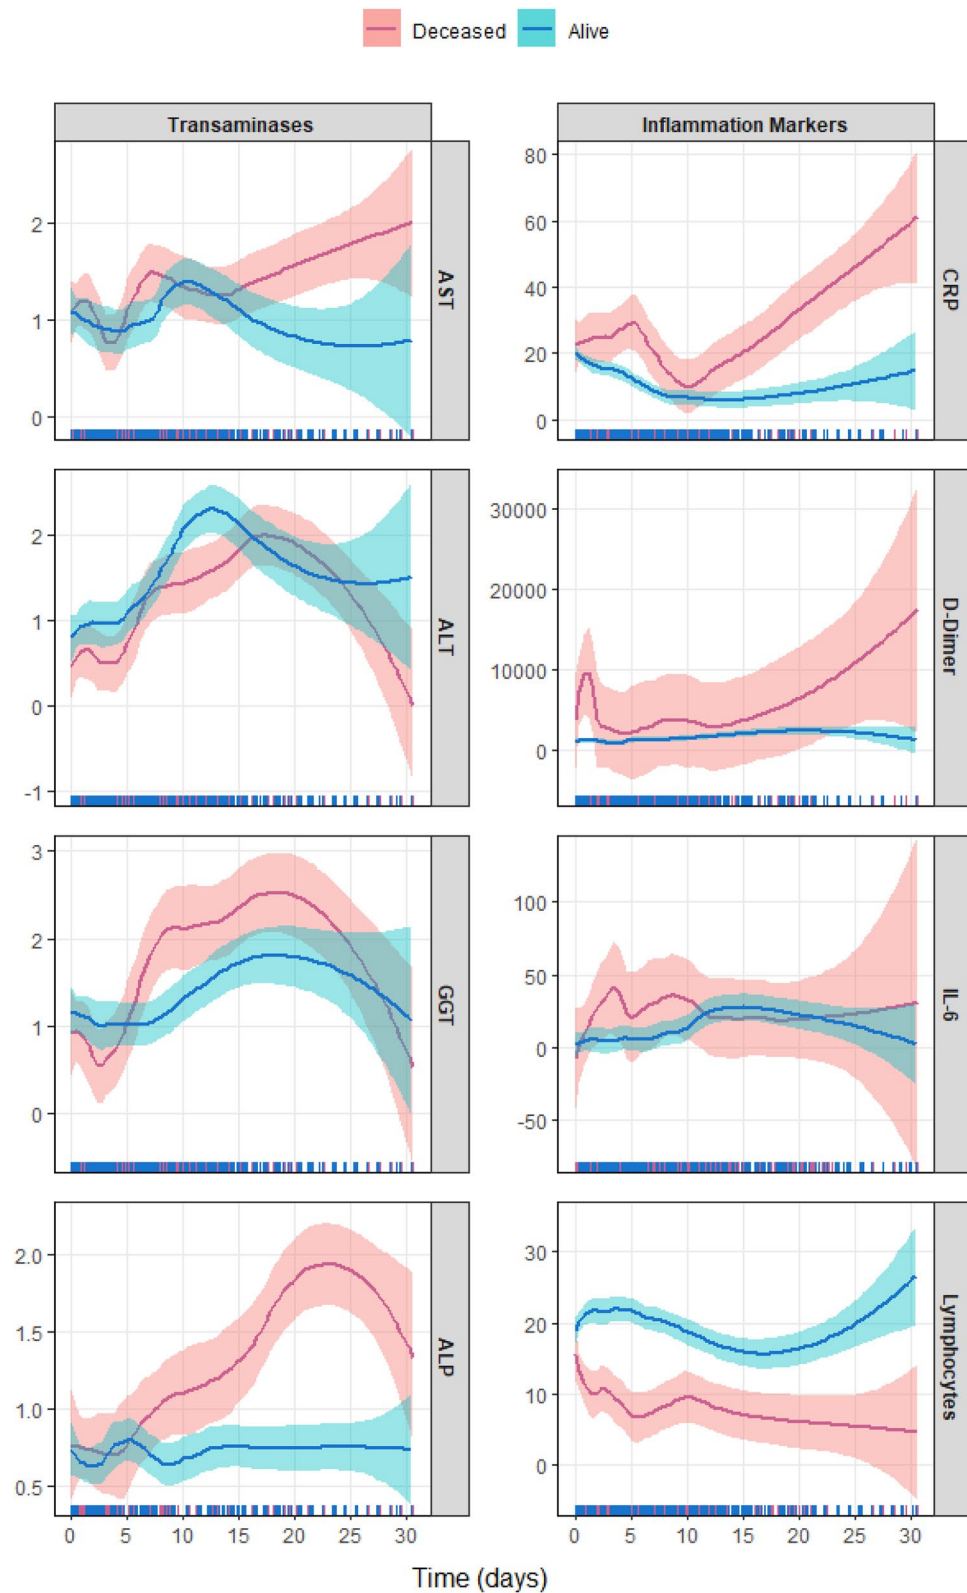 Deceased Alive
Transaminases
Inflammation Markers
2
1
0
AST
80
60
40
20
0
CRP
2
1
0
-1
ALT
30000
20000
10000
0
D-Dimer
3
2
1
0
GGT
100
50
0
-50
IL-6
2.0
1.5
1.0
0.5
ALP
30
20
10
0
Lymphocytes
0 5 10 15 20 25 30
0 5 10 15 20 25 30
Time (days)